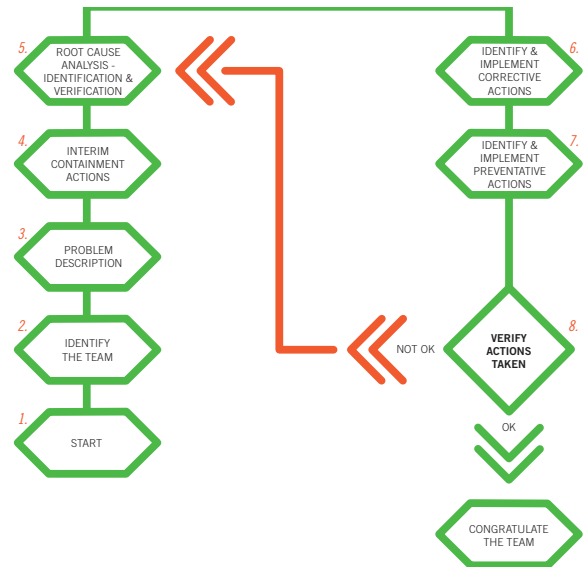 5.
ROOT CAUSE
ANALYSIS -
IDENTIFICATION &
VERIFICATION
6.
IDENTIFY &
IMPLEMENT
CORRECTIVE
ACTIONS
4.
INTERIM
CONTAINMENT
ACTIONS
7.
IDENTIFY &
IMPLEMENT
PREVENTATIVE
ACTIONS
3.
PROBLEM
DESCRIPTION
2.
IDENTIFY
THE TEAM
NOT OK
8.
VERIFY
ACTIONS
TAKEN
1.
START
OK
CONGRATULATE
THE TEAM